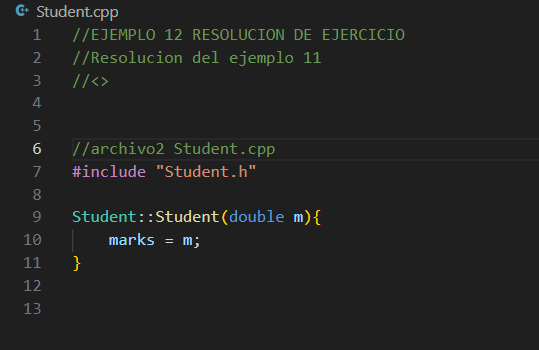 Student.cpp
1 //EJEMPLO 12 RESOLUCION DE EJERCICIO
2 //Resolucion del ejemplo 11
3 //<>
4
5
6 //archivo2 Student.cpp
7 #include "Student.h"
8
9 Student::Student(double m){
10     marks = m;
11 }
12
13